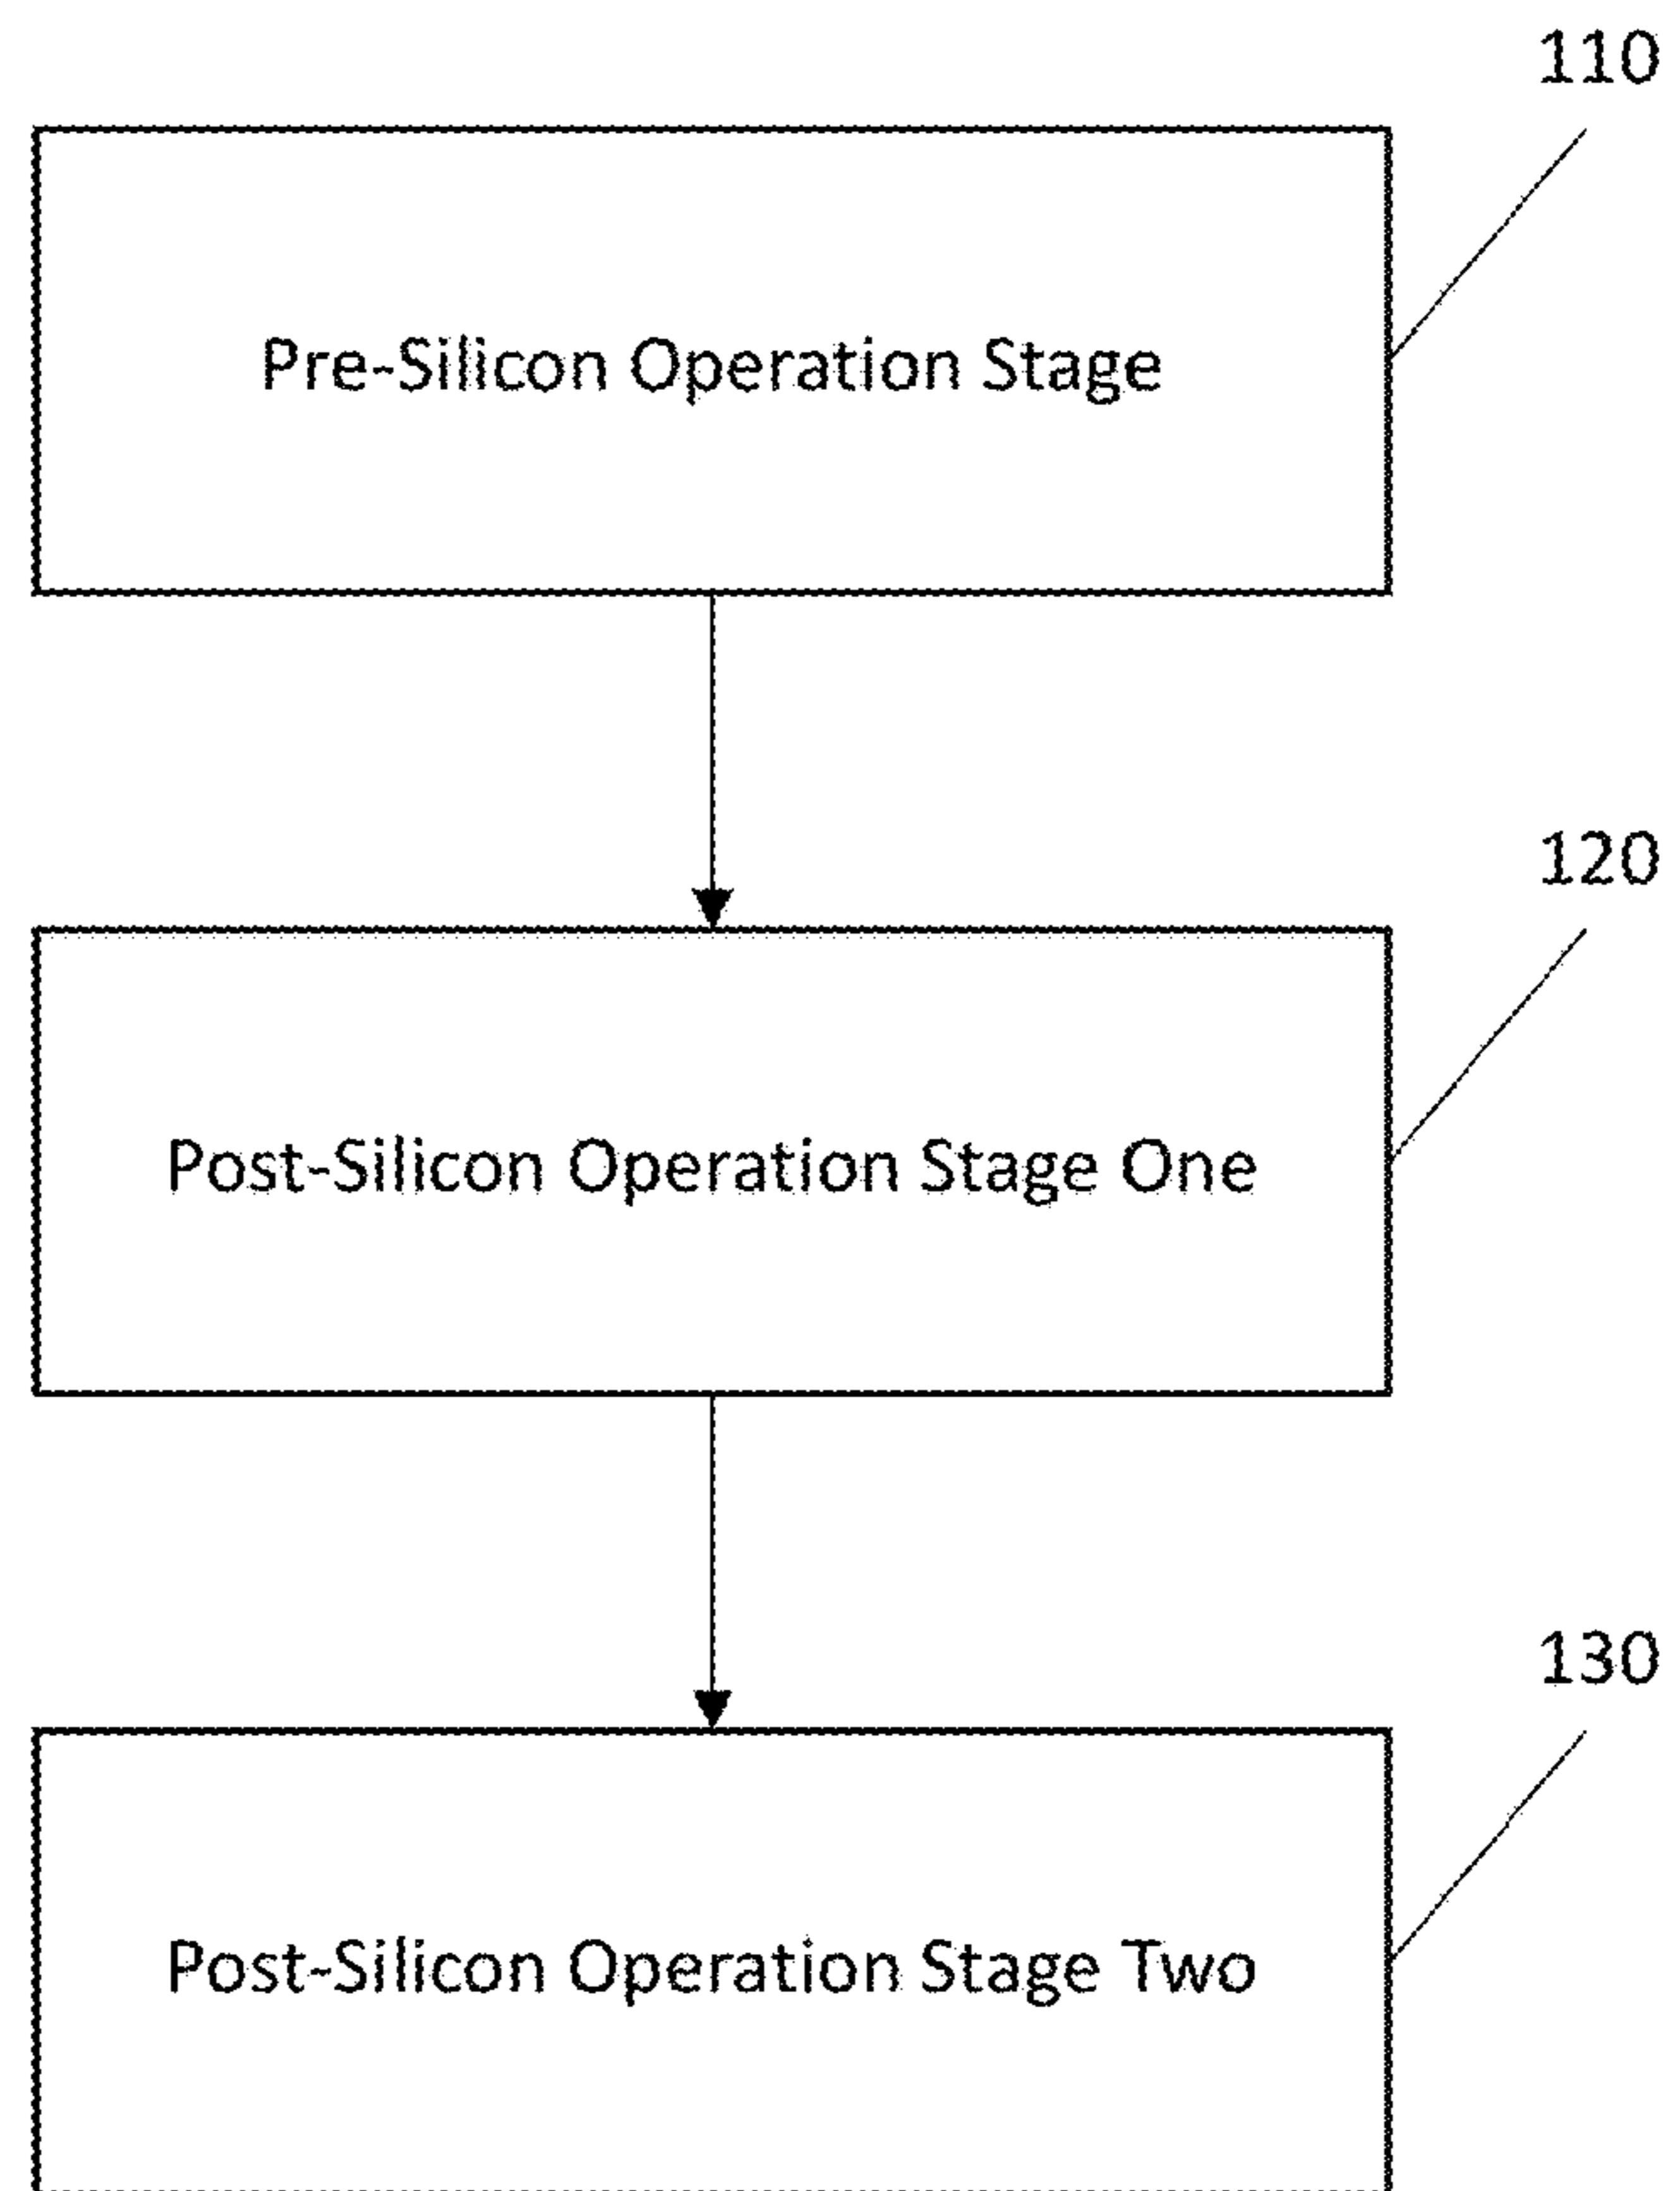 110
Pre-Silicon Operation Stage
120
Post-Silicon Operation Stage One
130
Post-Silicon Operation Stage Two